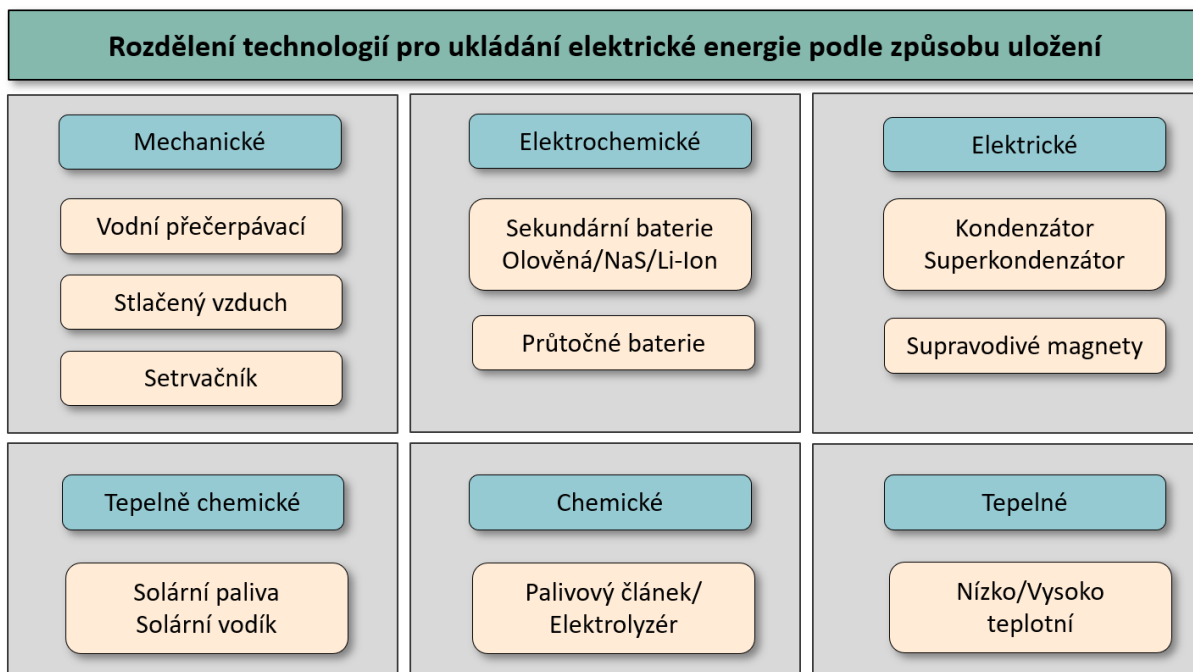 Rozdělení technologií pro ukládání elektrické energie podle způsobu uložení
Mechanické
Vodní přečerpávací
Stlačený vzduch
Setrvačník
Elektrochemické
Sekundární baterie
Olověná/NaS/Li-Ion
Průtočné baterie
Elektrické
Kondenzátor
Superkondenzátor
Supravodivé magnety
Tepelně chemické
Solární paliva
Solární vodík
Chemické
Palivový článek/
Elektrolyzér
Tepelné
Nízko/Vysoko
teplotní